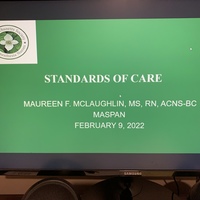 STANDARDS OF CARE
MAUREEN F. MCLAUGHLIN, MS, RN, ACNS-BC
MASPAN
FEBRUARY 9, 2022